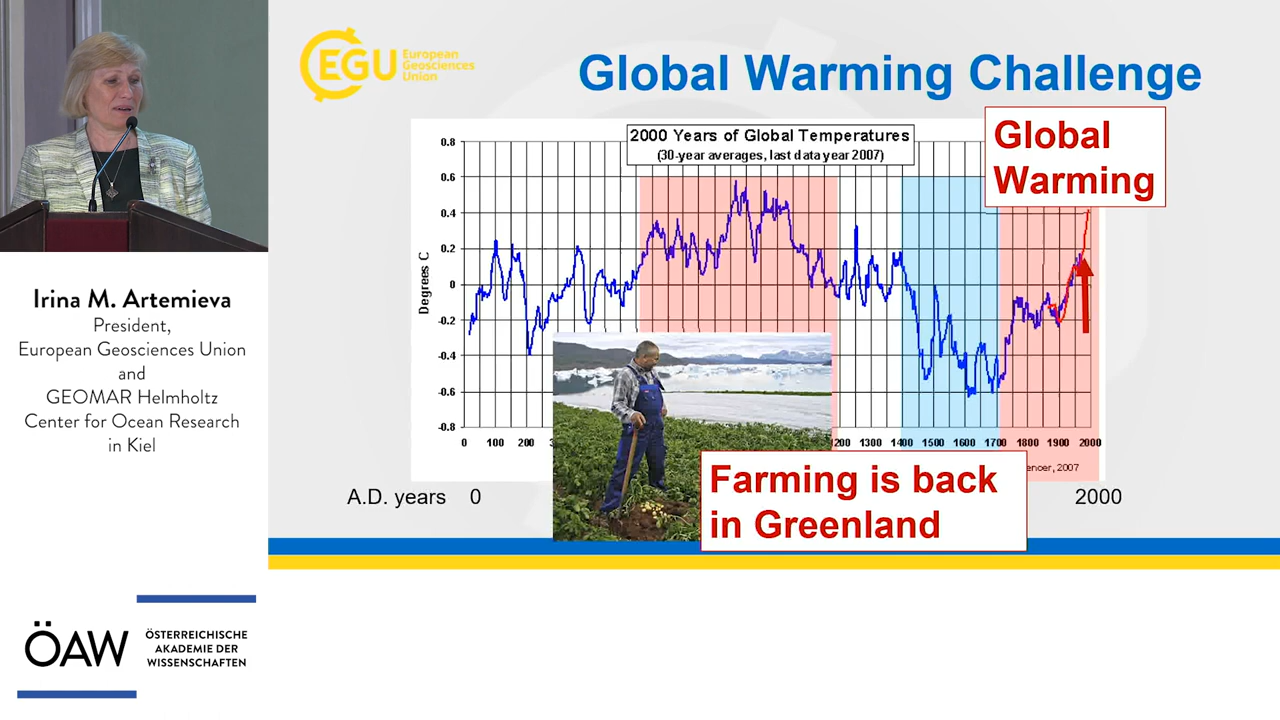 EGU European
Geosciences
Union
Global Warming Challenge
2000 Years of Global Temperatures
(30-year averages, last data year 2007)
Global
Warming
Degrees C
0.8
0.6
0.4
0.2
0
-0.2
-0.4
-0.6
-0.8
0 100 200 1300 1400 1500 1600 1700 1800 1900 2000
2007
Farming is back
in Greenland
A.D. years 0 2000
Irina M. Artemieva
President,
European Geosciences Union
and
GEOMAR Helmholtz
Center for Ocean Research
in Kiel
ÖAW
ÖSTERREICHISCHE
AKADEMIE DER
WISSENSCHAFTEN